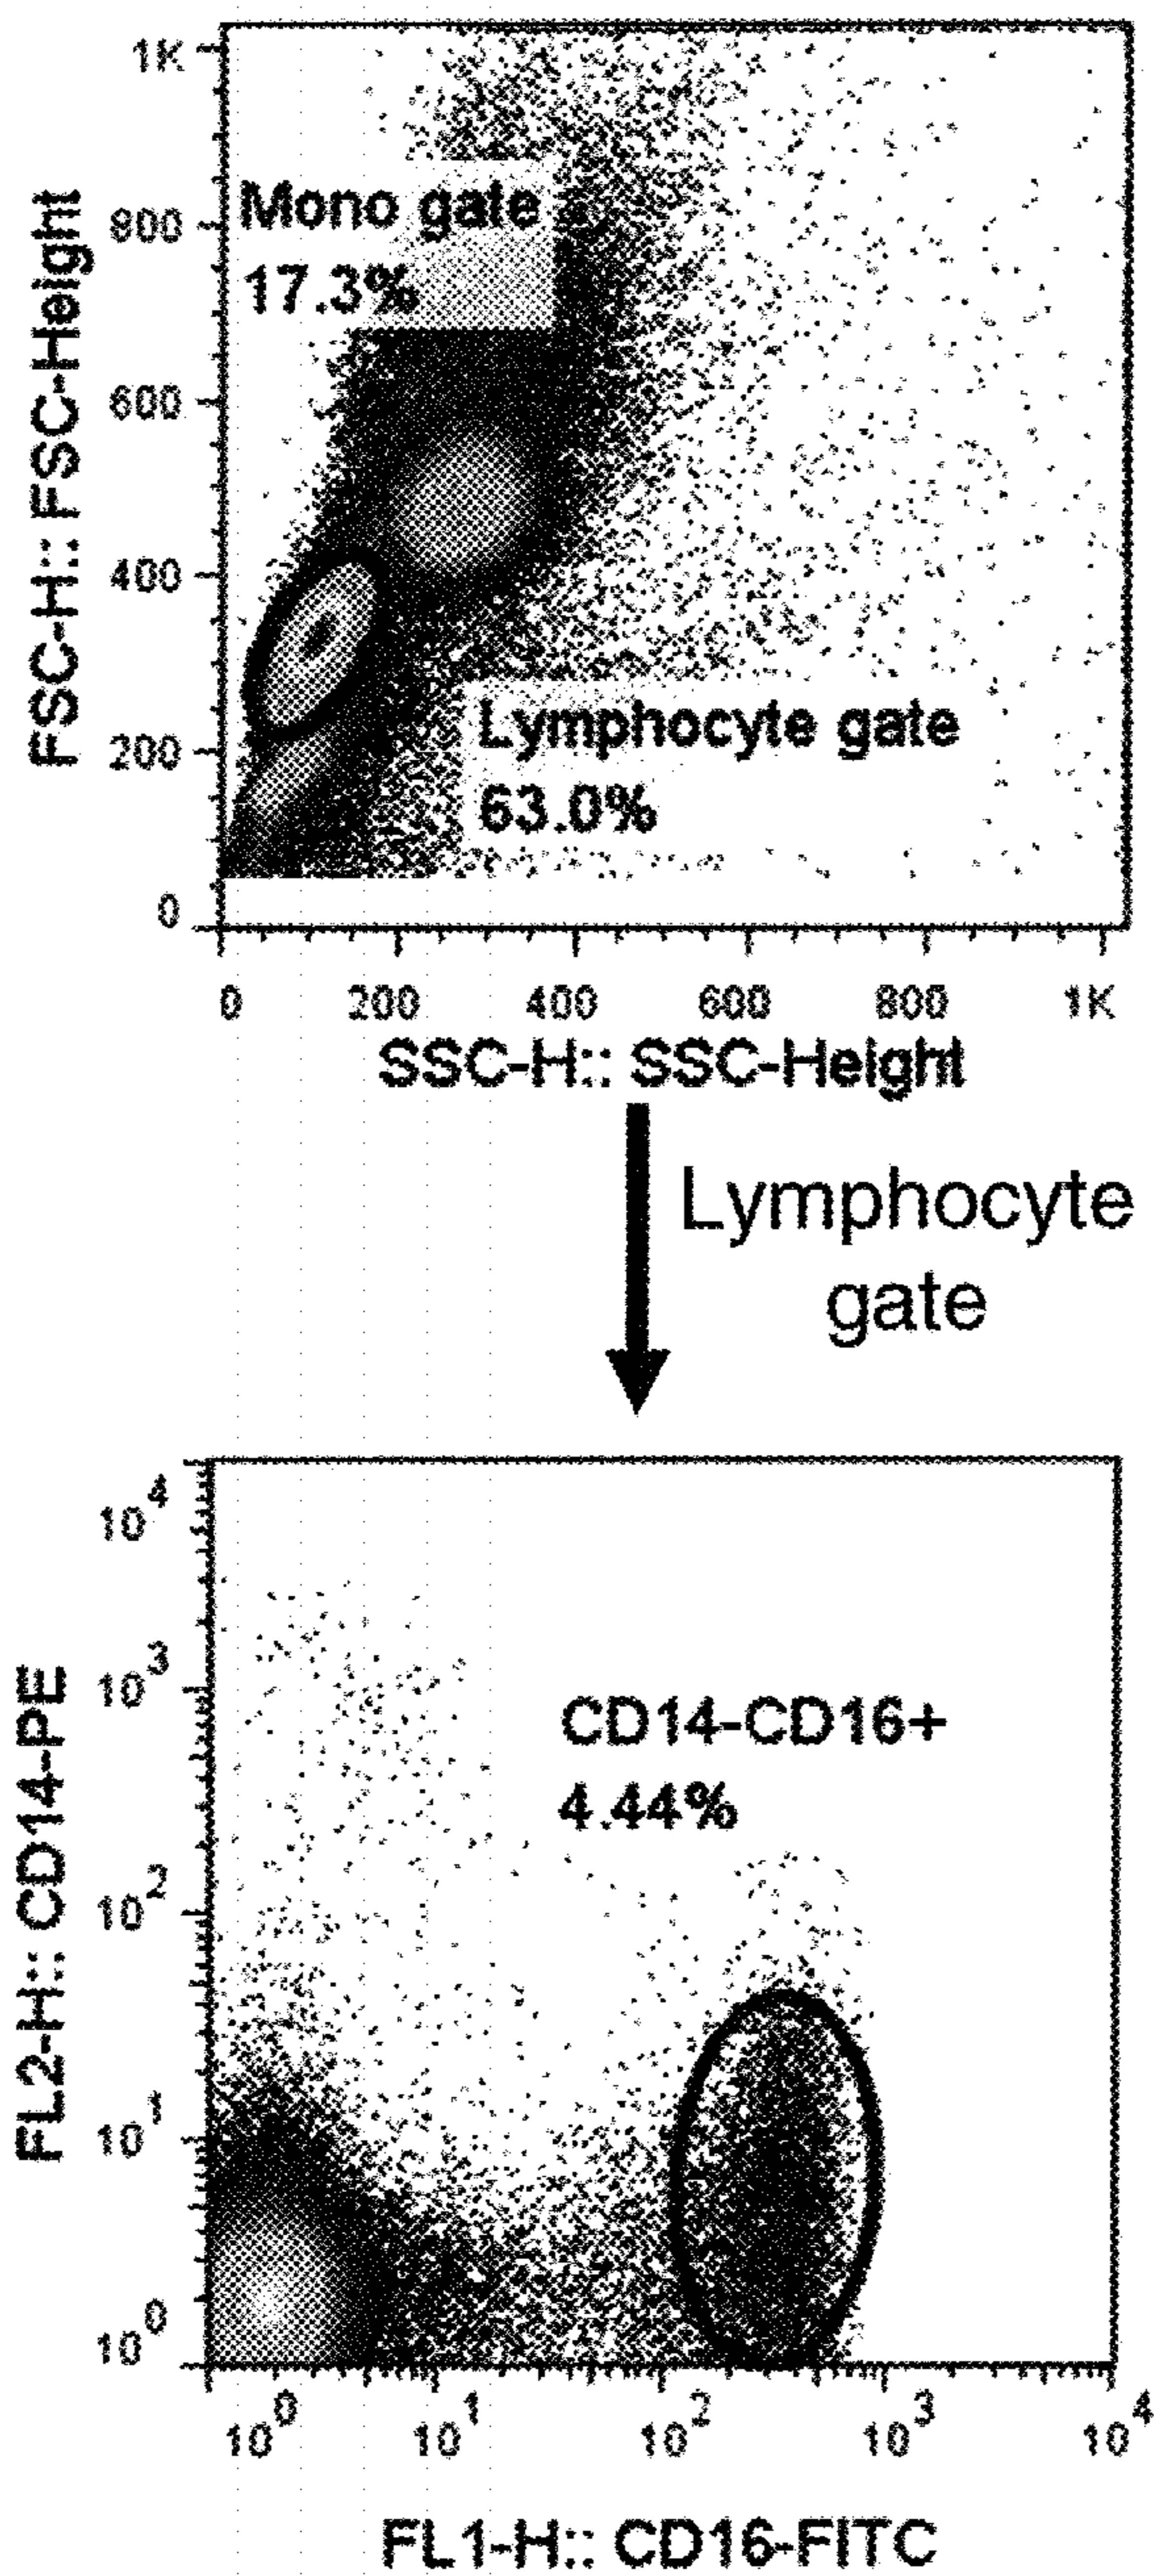 FSC-H:: FSC-Height
1K
800
600
400
200
0
Mono gate
17.3%
Lymphocyte gate
63.0%
0 200 400 600 800 1K
SSC-H:: SSC-Height
Lymphocyte
gate
FL2-H:: CD14-PE
10^4
10^3
10^2
10^1
10^0
CD14-CD16+
4.44%
10^0 10^1 10^2 10^3 10^4
FL1-H:: CD16-FITC